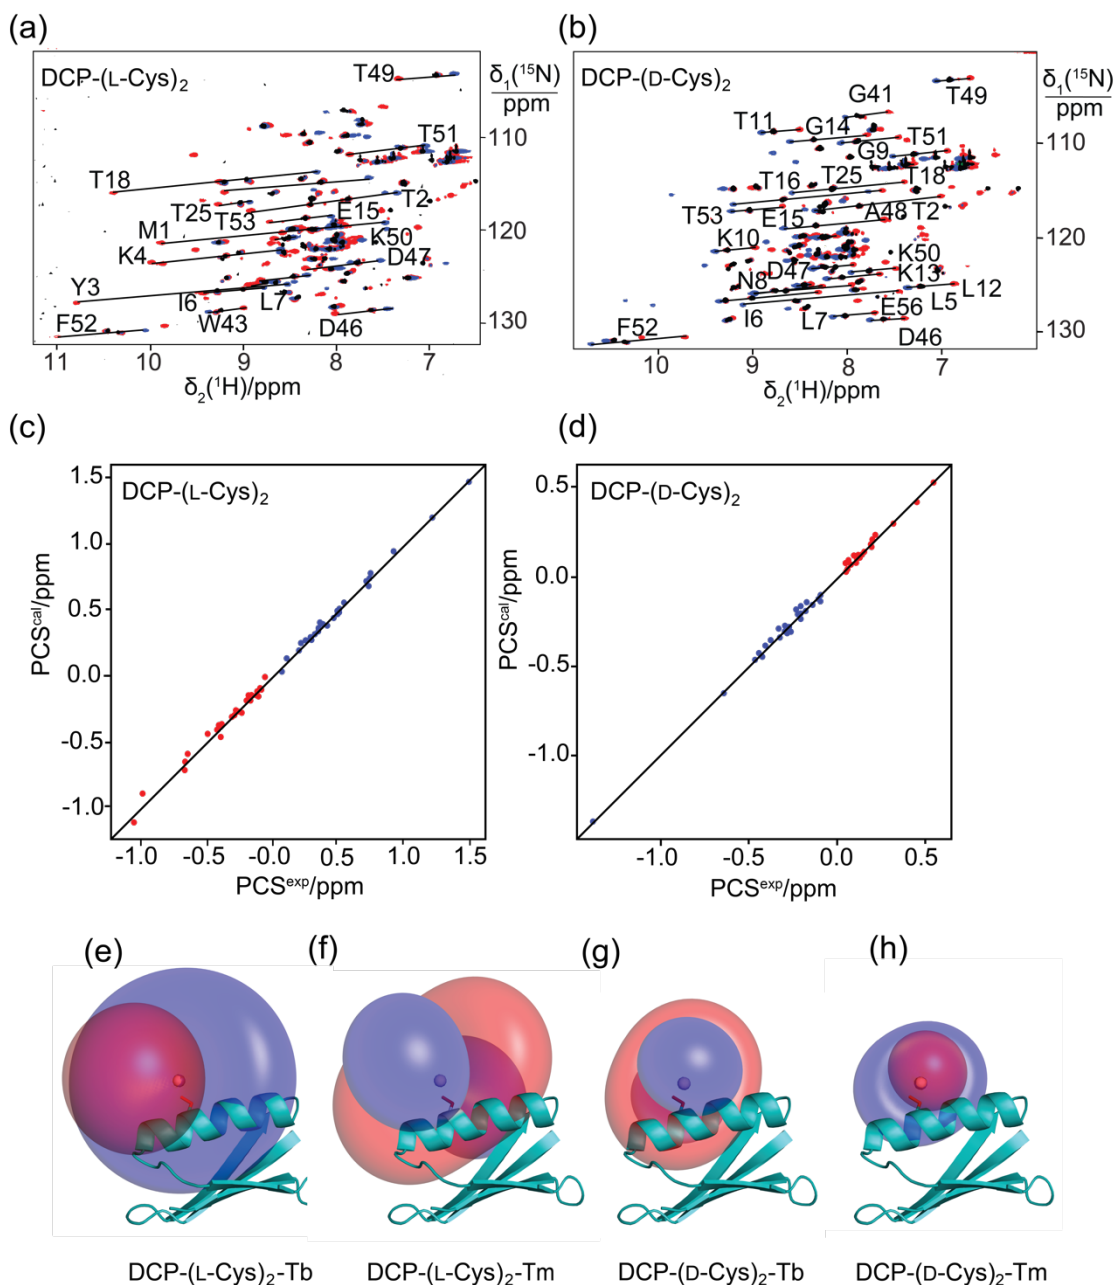 (a)
DCP-(L-Cys)₂
T49
δ₁(¹⁵N)
ppm
110
T51
T18
T2
T25
T53
E15
M1
120
K50
K4
D47
Y3
I6
L7
W43
D46
F52
130
11
10
9
8
7
δ₂(¹H)/ppm
(b)
DCP-(D-Cys)₂
δ₁(¹⁵N)
ppm
T49
G41
T11
G14
110
T51
G9
T25
T18
T16
T53
E15
A48
T2
K10
120
K50
D47
K13
N8
L12
I6
L5
L7
E56
D46
F52
130
10
9
8
7
δ₂(¹H)/ppm
(c)
DCP-(L-Cys)₂
1.5
1.0
0.5
0.0
-0.5
-1.0
PCSᶜᵃˡ/ppm
-1.0
-0.5
-0.0
0.5
1.0
1.5
PCSᵉˣᵖ/ppm
(d)
DCP-(D-Cys)₂
0.5
0.0
-0.5
-1.0
PCSᶜᵃˡ/ppm
-1.0
-0.5
0.0
0.5
PCSᵉˣᵖ/ppm
(e)
(f)
(g)
(h)
DCP-(L-Cys)₂-Tb
DCP-(L-Cys)₂-Tm
DCP-(D-Cys)₂-Tb
DCP-(D-Cys)₂-Tm